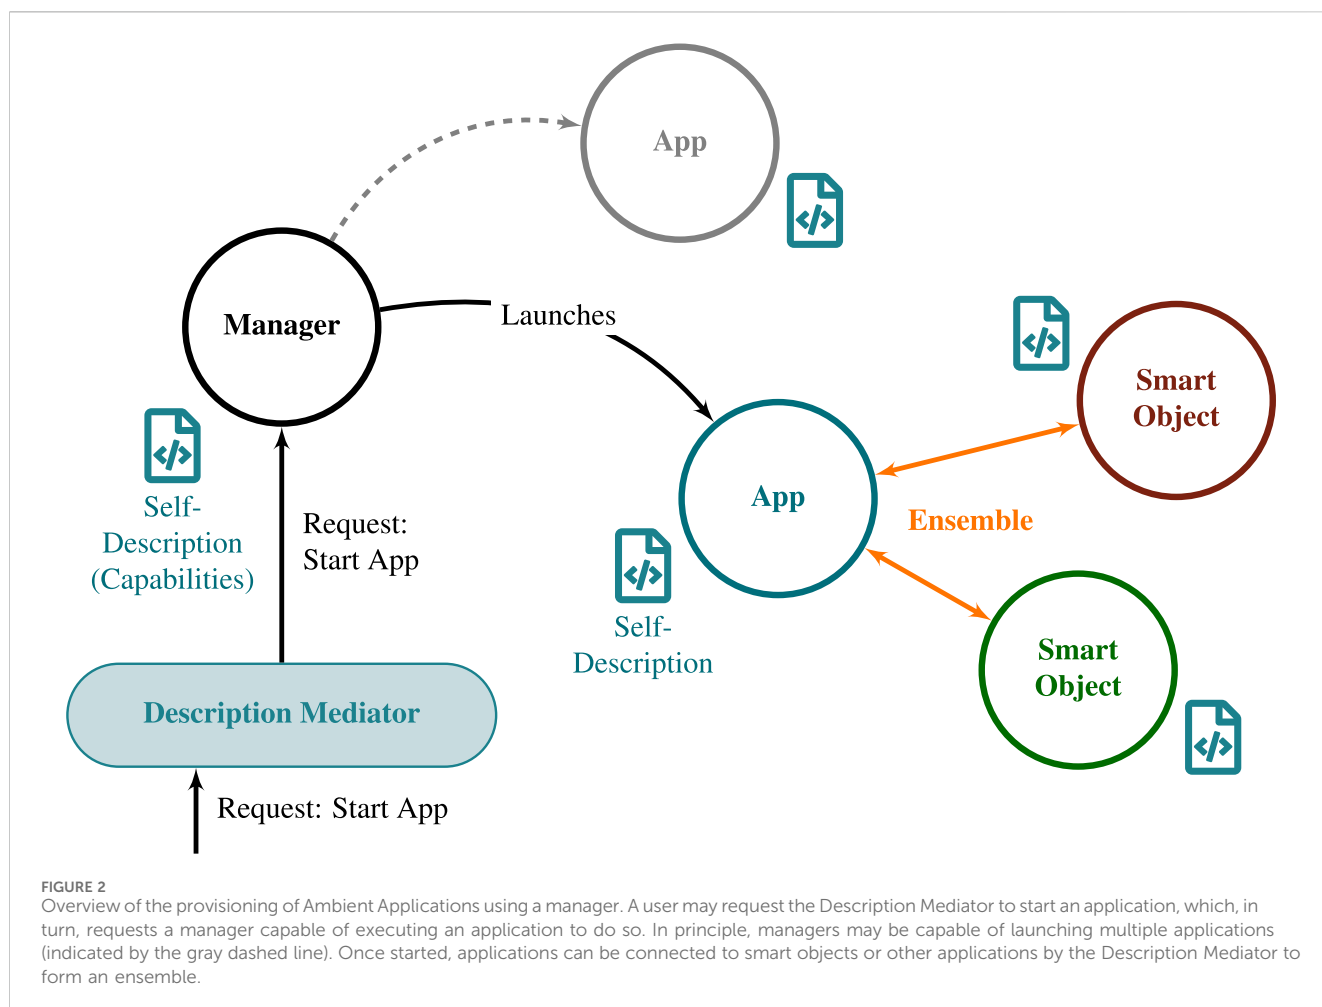 App
Manager
Launches
Smart
Object
App
Ensemble
Self-
Description
(Capabilities)
Request:
Start App
Self-
Description
Smart
Object
Description Mediator
Request: Start App
FIGURE 2
Overview of the provisioning of Ambient Applications using a manager. A user may request the Description Mediator to start an application, which, in
turn, requests a manager capable of executing an application to do so. In principle, managers may be capable of launching multiple applications
(indicated by the gray dashed line). Once started, applications can be connected to smart objects or other applications by the Description Mediator to
form an ensemble.